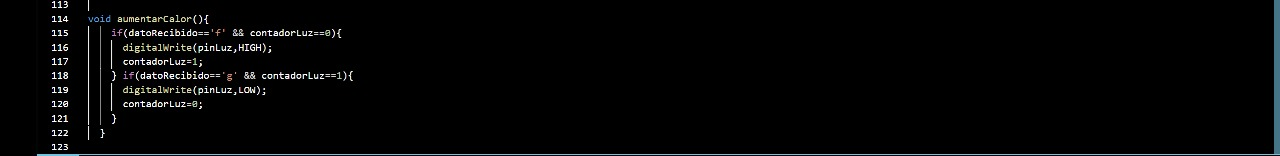 113
114 void aumentarCalor(){
115 if(datoRecibido=='f' && contadorLuz==0){
116 digitalWrite(pinLuz,HIGH);
117 contadorLuz=1;
118 } if(datoRecibido=='g' && contadorLuz==1){
119 digitalWrite(pinLuz,LOW);
120 contadorLuz=0;
121 }
122 }
123